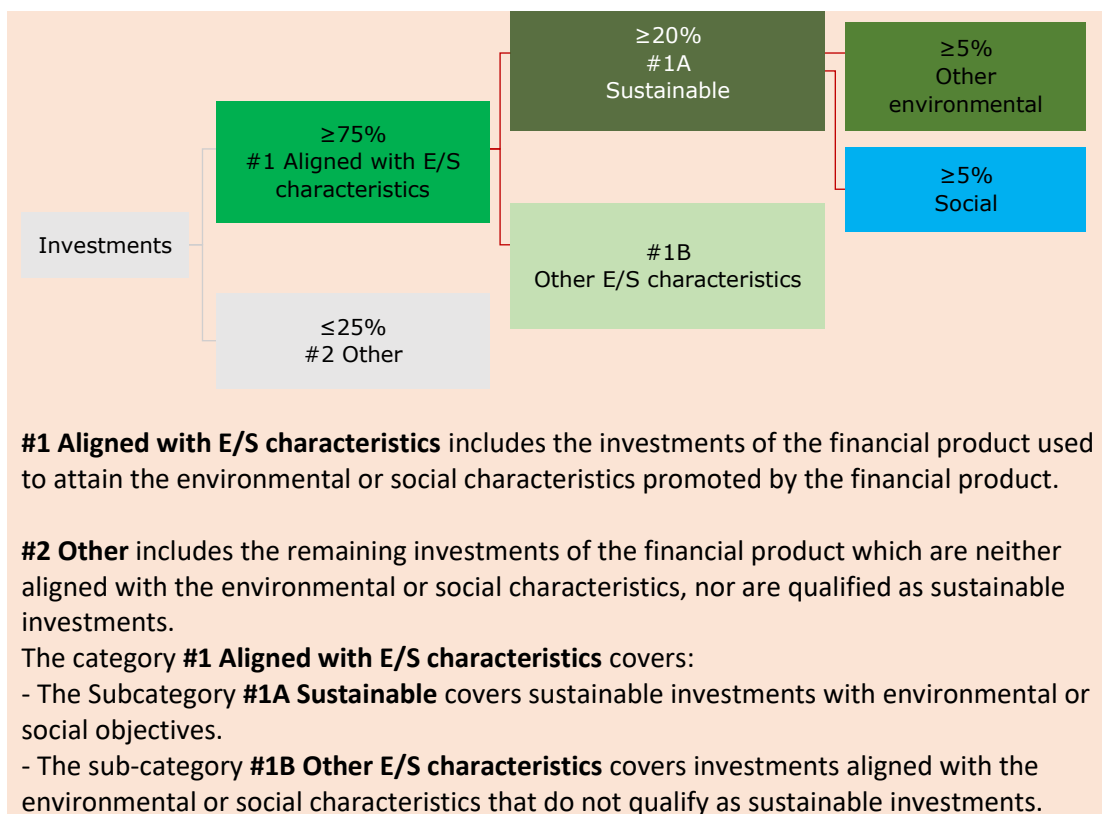 ≥20%
#1A
Sustainable
≥5%
Other
environmental
≥75%
#1 Aligned with E/S
characteristics
≥5%
Social
Investments
#1B
Other E/S characteristics
≤25%
#2 Other
#1 Aligned with E/S characteristics includes the investments of the financial product used
to attain the environmental or social characteristics promoted by the financial product.
#2 Other includes the remaining investments of the financial product which are neither
aligned with the environmental or social characteristics, nor are qualified as sustainable
investments.
The category #1 Aligned with E/S characteristics covers:
- The Subcategory #1A Sustainable covers sustainable investments with environmental or
social objectives.
- The sub-category #1B Other E/S characteristics covers investments aligned with the
environmental or social characteristics that do not qualify as sustainable investments.